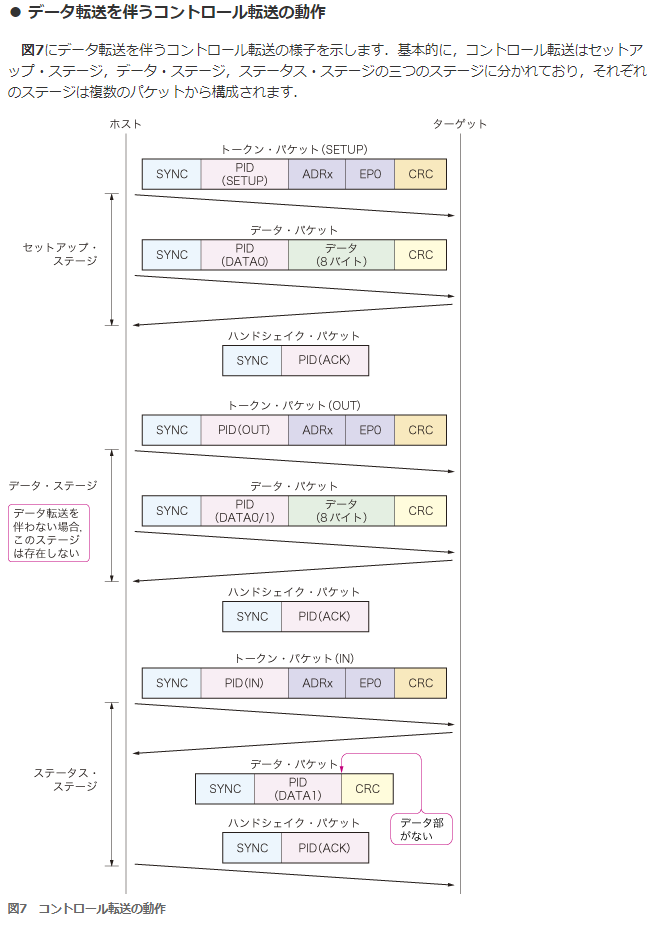 ● データ転送を伴うコントロール転送の動作
図7にデータ転送を伴うコントロール転送の様子を示します．基本的に，コントロール転送はセットア
ップ・ステージ，データ・ステージ，ステータス・ステージの三つのステージに分かれており，それぞれ
のステージは複数のパケットから構成されます．
ホスト
ターゲット
トークン・パケット(SETUP)
SYNC
PID
(SETUP)
ADRx
EP0
CRC
セットアップ・
ステージ
データ・パケット
SYNC
PID
(DATA0)
データ
(8バイト)
CRC
ハンドシェイク・パケット
SYNC
PID(ACK)
トークン・パケット(OUT)
SYNC
PID(OUT)
ADRx
EP0
CRC
データ・ステージ
データ転送を
伴わない場合，
このステージ
は存在しない
データ・パケット
SYNC
PID
(DATA0/1)
データ
(8バイト)
CRC
ハンドシェイク・パケット
SYNC
PID(ACK)
トークン・パケット(IN)
SYNC
PID(IN)
ADRx
EP0
CRC
ステータス・
ステージ
データ・パケット
SYNC
PID
(DATA1)
CRC
データ部
がない
ハンドシェイク・パケット
SYNC
PID(ACK)
図7　コントロール転送の動作